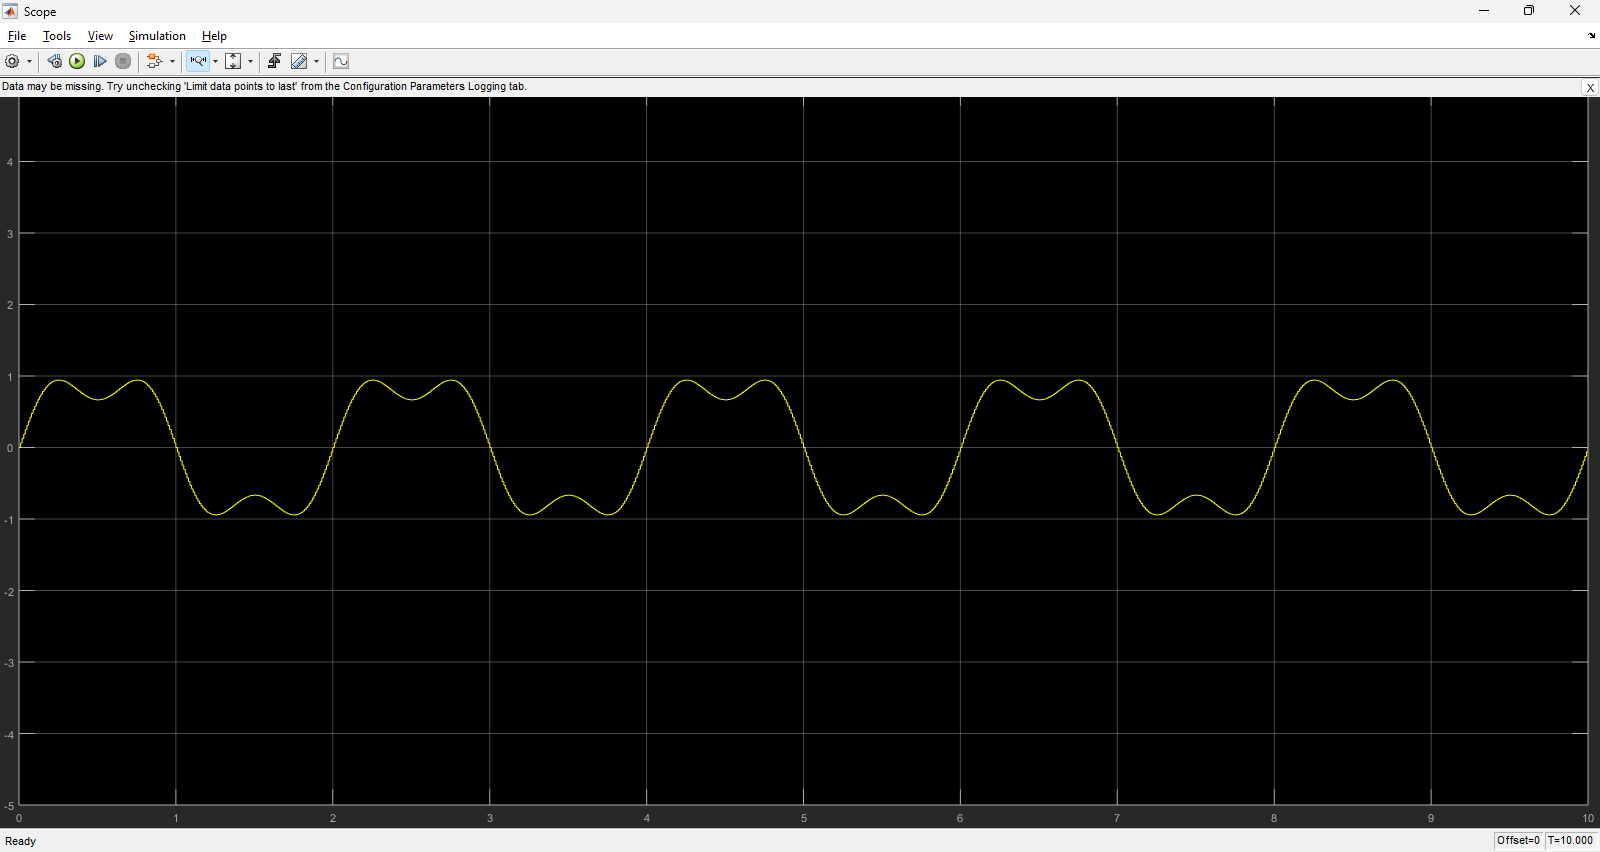 Scope
File Tools View Simulation Help
Data may be missing. Try unchecking 'Limit data points to last' from the Configuration Parameters Logging tab.
X
4
3
2
1
0
-1
-2
-3
-4
-5
0 1 2 3 4 5 6 7 8 9 10
Ready
Offset=0 T=10.000